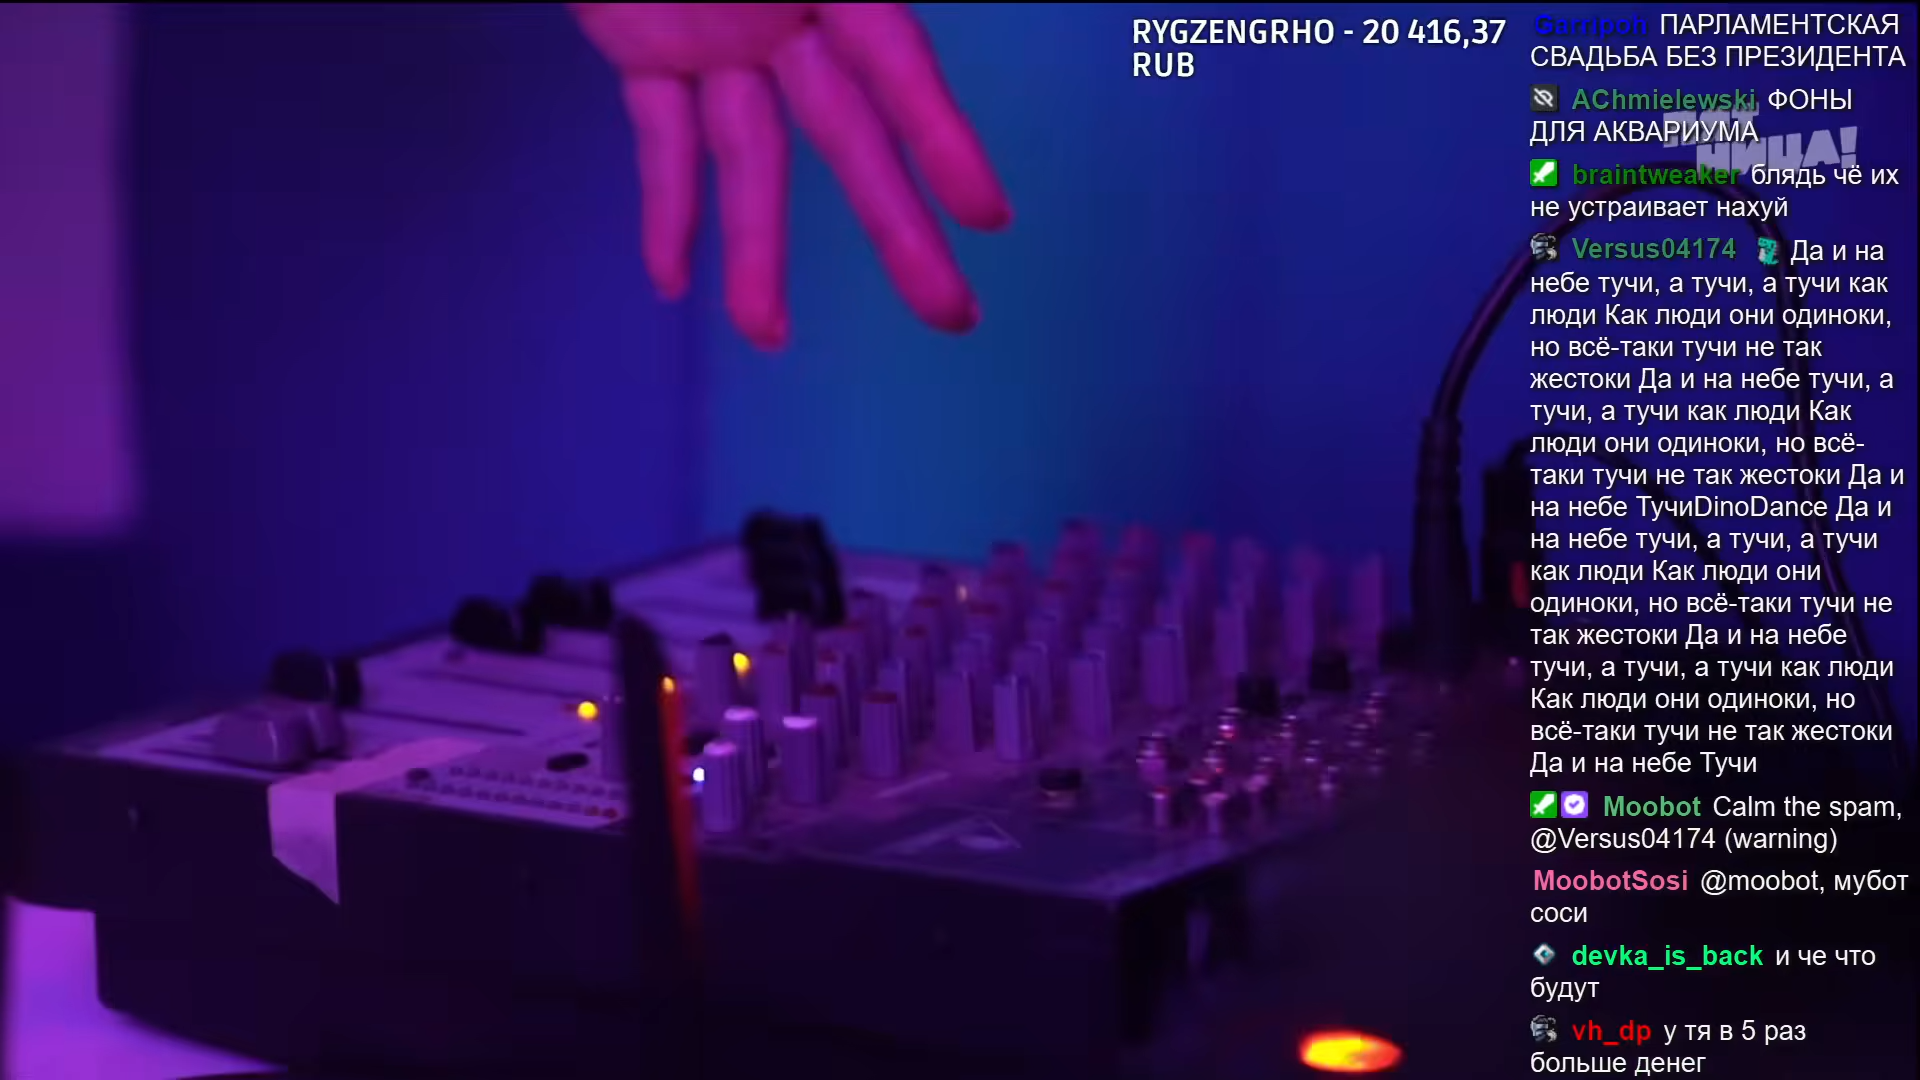 RYGZENGRHO - 20 416,37
RUB
Garripoh ПАРЛАМЕНТСКАЯ
СВАДЬБА БЕЗ ПРЕЗИДЕНТА
AChmielewski ФОНЫ
ДЛЯ АКВАРИУМА
ПЯТ
НИЦА!
braintweaker блядь чё их
не устраивает нахуй
Versus04174 Да и на
небе тучи, а тучи, а тучи как
люди Как люди они одиноки,
но всё-таки тучи не так
жестоки Да и на небе тучи, а
тучи, а тучи как люди Как
люди они одиноки, но всё-
таки тучи не так жестоки Да и
на небе ТучиDinoDance Да и
на небе тучи, а тучи, а тучи
как люди Как люди они
одиноки, но всё-таки тучи не
так жестоки Да и на небе
тучи, а тучи, а тучи как люди
Как люди они одиноки, но
всё-таки тучи не так жестоки
Да и на небе Тучи
Moobot Calm the spam,
@Versus04174 (warning)
MoobotSosi @moobot, мубот
соси
devka_is_back и че что
будут
vh_dp у тя в 5 раз
больше денег